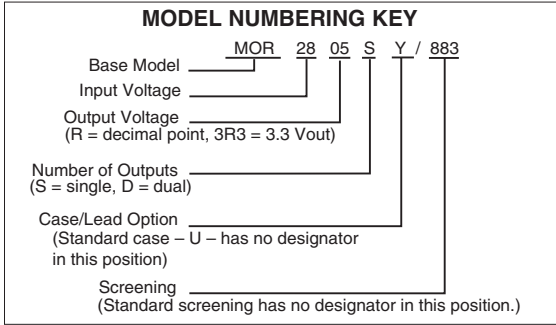 MODEL NUMBERING KEY
MOR 28 05 S Y / 883
Base Model
Input Voltage
Output Voltage
(R = decimal point, 3R3 = 3.3 Vout)
Number of Outputs
(S = single, D = dual)
Case/Lead Option
(Standard case – U – has no designator
in this position)
Screening
(Standard screening has no designator in this position.)